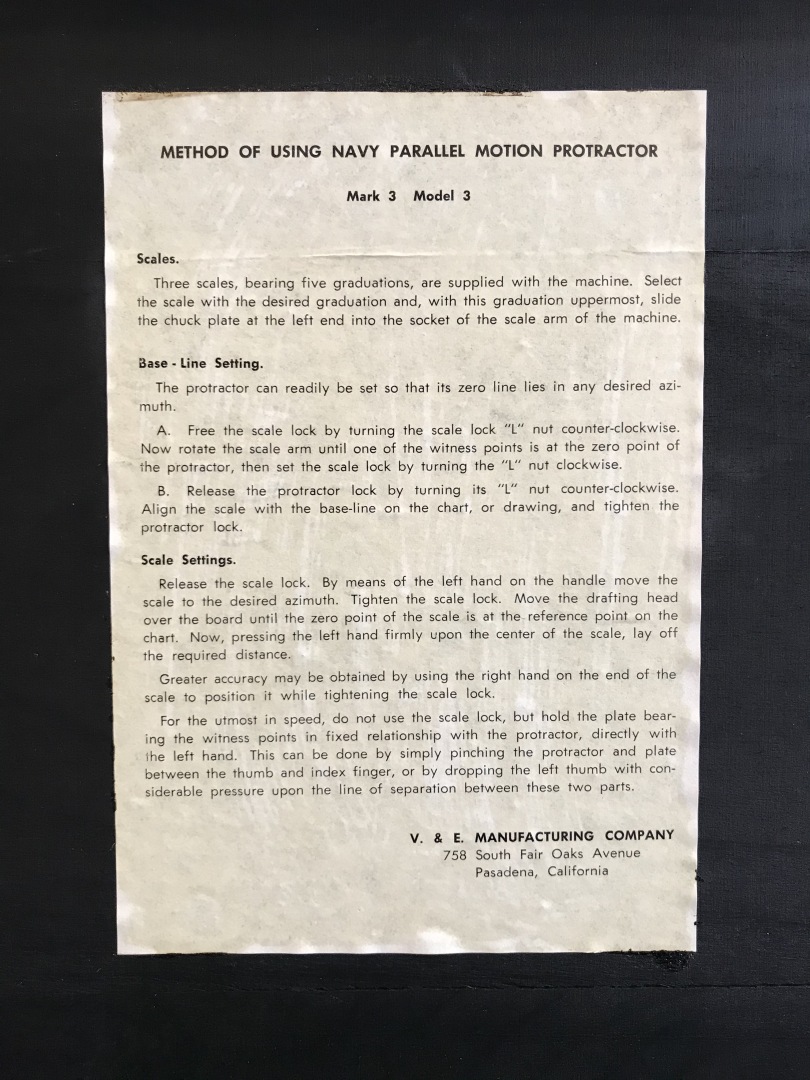 METHOD OF USING NAVY PARALLEL MOTION PROTRACTOR
Mark 3 Model 3
Scales.
Three scales, bearing five graduations, are supplied with the machine. Select
the scale with the desired graduation and, with this graduation uppermost, slide
the chuck plate at the left end into the socket of the scale arm of the machine.
Base - Line Setting.
The protractor can readily be set so that its zero line lies in any desired azi-
muth.
A. Free the scale lock by turning the scale lock "L" nut counter-clockwise.
Now rotate the scale arm until one of the witness points is at the zero point of
the protractor, then set the scale lock by turning the "L" nut clockwise.
B. Release the protractor lock by turning its "L" nut counter-clockwise.
Align the scale with the base-line on the chart, or drawing, and tighten the
protractor lock.
Scale Settings.
Release the scale lock. By means of the left hand on the handle move the
scale to the desired azimuth. Tighten the scale lock. Move the drafting head
over the board until the zero point of the scale is at the reference point on the
chart. Now, pressing the left hand firmly upon the center of the scale, lay off
the required distance.
Greater accuracy may be obtained by using the right hand on the end of the
scale to position it while tightening the scale lock.
For the utmost in speed, do not use the scale lock, but hold the plate bear-
ing the witness points in fixed relationship with the protractor, directly with
the left hand. This can be done by simply pinching the protractor and plate
between the thumb and index finger, or by dropping the left thumb with con-
siderable pressure upon the line of separation between these two parts.
V. & E. MANUFACTURING COMPANY
758 South Fair Oaks Avenue
Pasadena, California